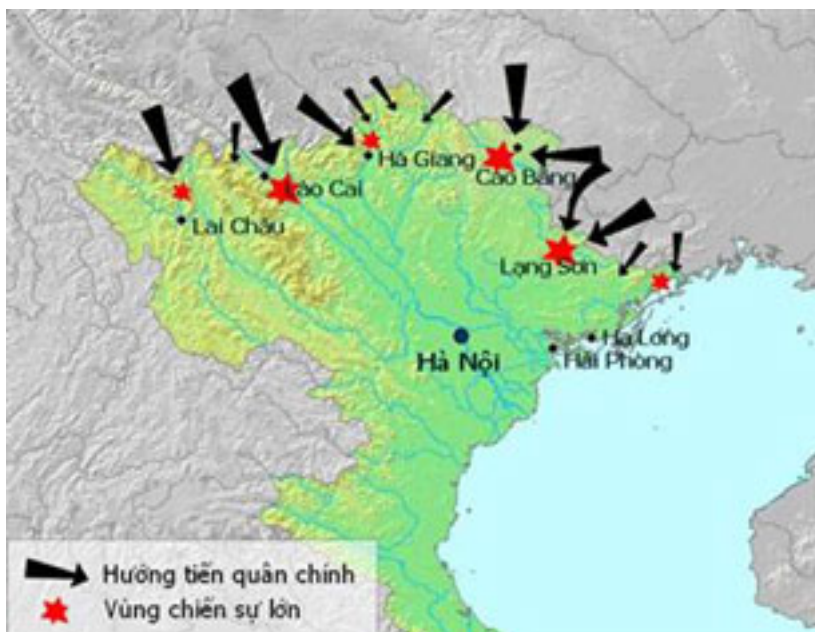 Hà Giang
Cao Bằng
Lào Cai
Lai Châu
Lạng Sơn
Hạ Long
Hà Nội
Hải Phòng
Hướng tiến quân chính
Vùng chiến sự lớn